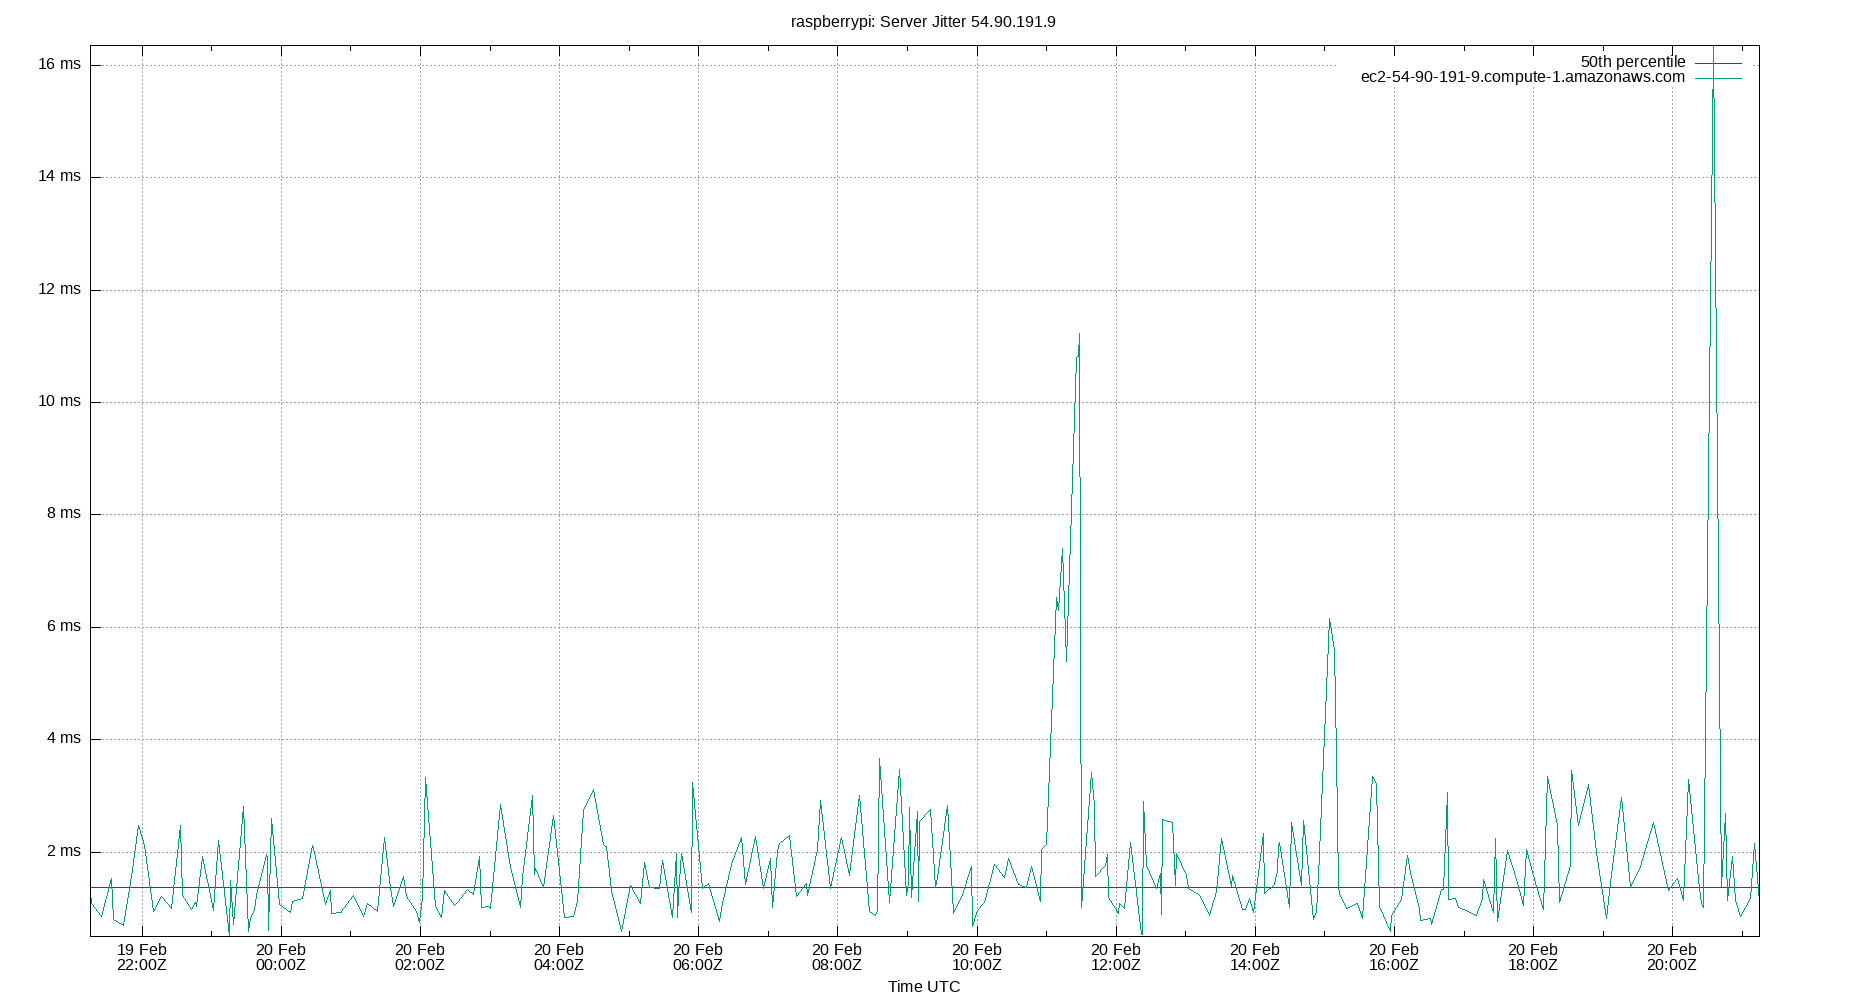 raspberrypi: Server Jitter 54.90.191.9
16 ms
14 ms
12 ms
10 ms
8 ms
6 ms
4 ms
2 ms
50th percentile
ec2-54-90-191-9.compute-1.amazonaws.com
19 Feb
22:00Z
20 Feb
00:00Z
20 Feb
02:00Z
20 Feb
04:00Z
20 Feb
06:00Z
20 Feb
08:00Z
20 Feb
10:00Z
20 Feb
12:00Z
20 Feb
14:00Z
20 Feb
16:00Z
20 Feb
18:00Z
20 Feb
20:00Z
Time UTC